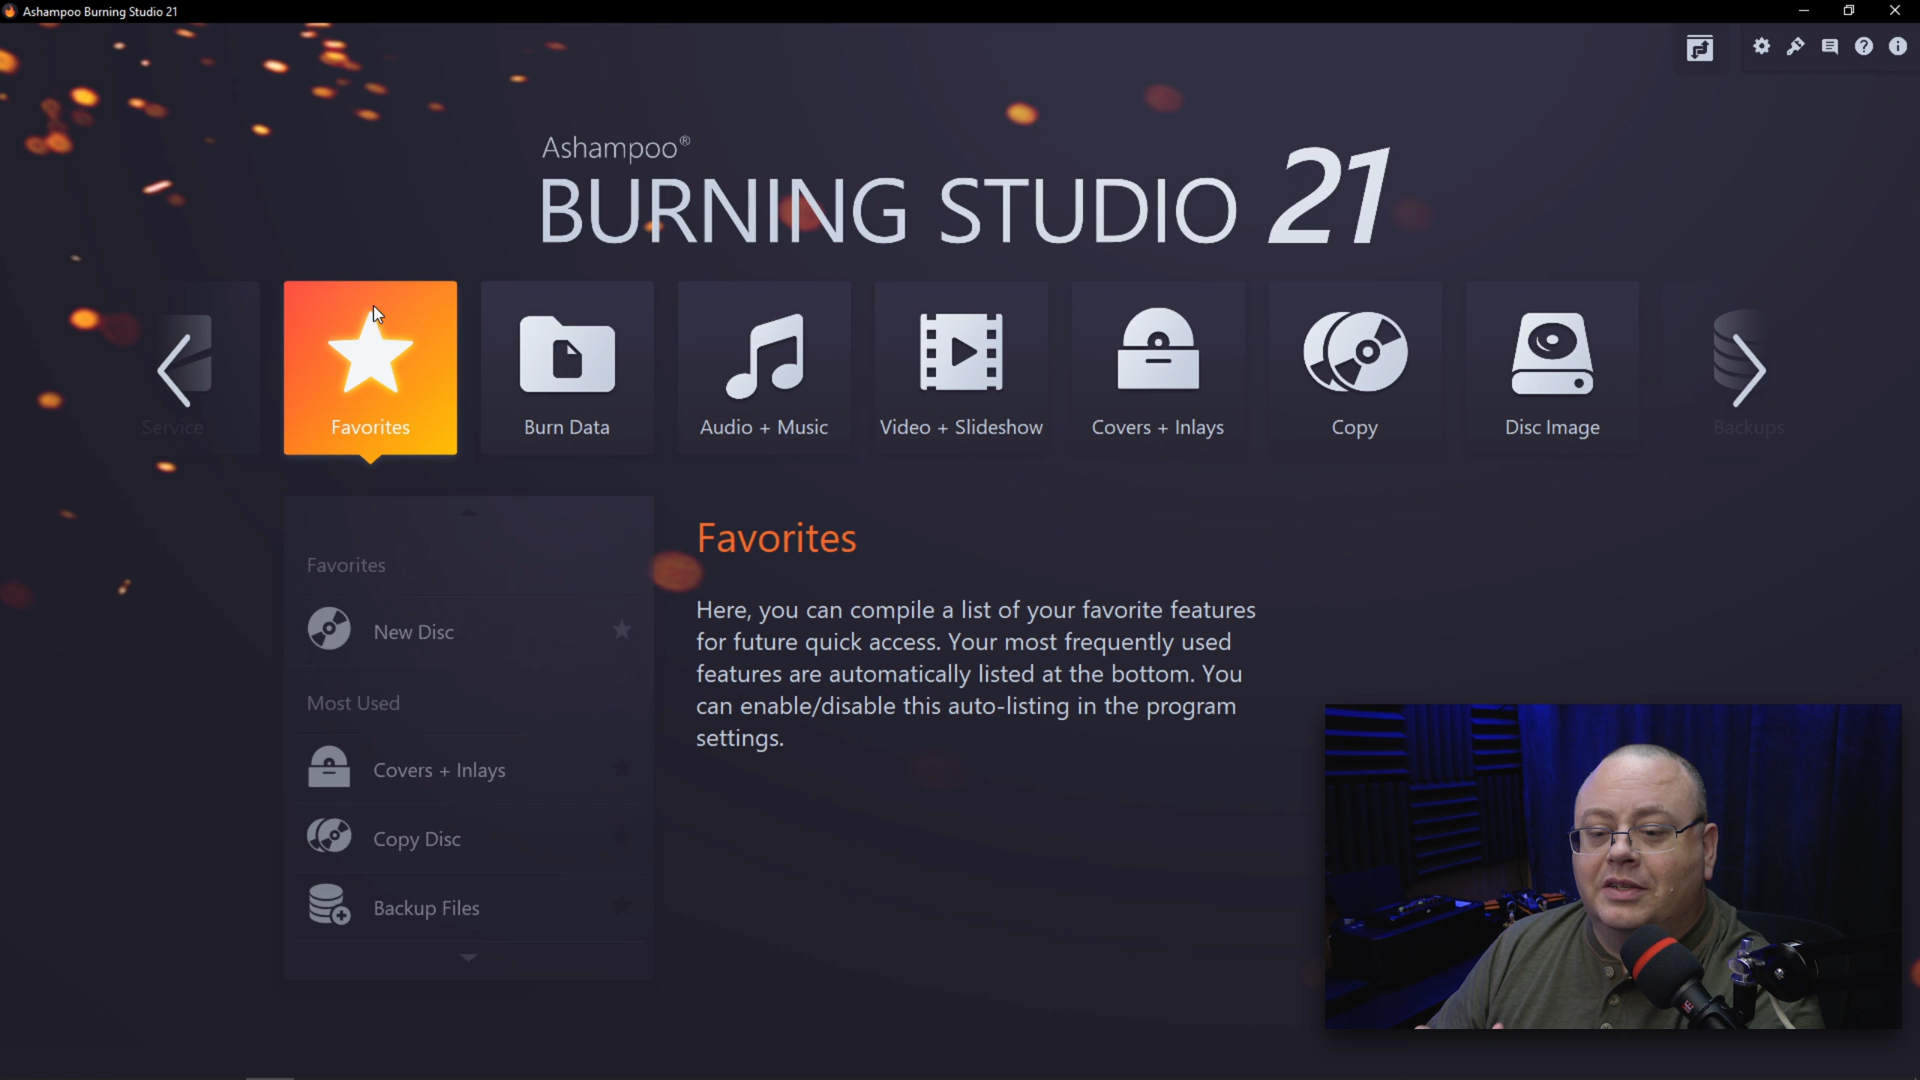 Ashampoo Burning Studio 21
Ashampoo®
BURNING STUDIO 21
Service
Favorites
Burn Data
Audio + Music
Video + Slideshow
Covers + Inlays
Copy
Disc Image
Backups
Favorites
New Disc
Most Used
Covers + Inlays
Copy Disc
Backup Files
Favorites
Here, you can compile a list of your favorite features
for future quick access. Your most frequently used
features are automatically listed at the bottom. You
can enable/disable this auto-listing in the program
settings.